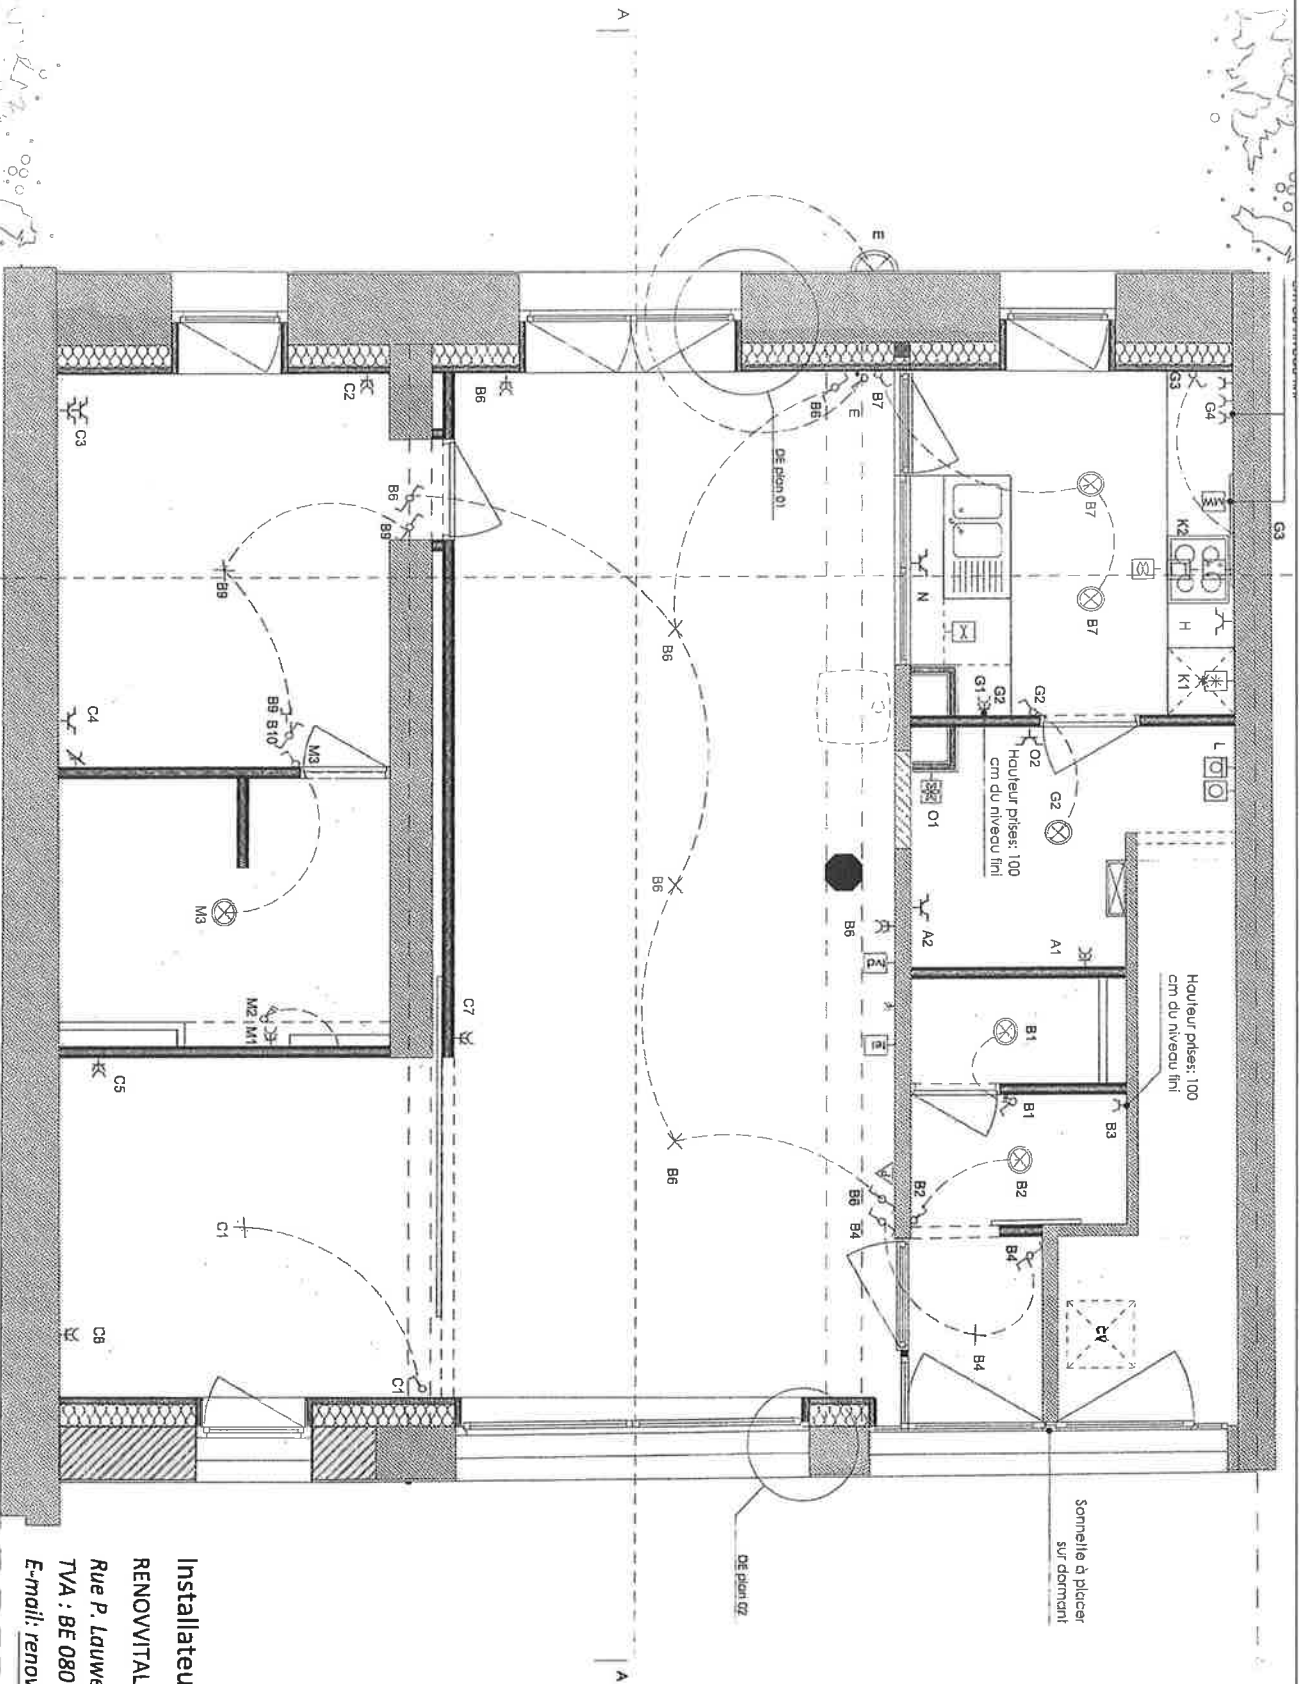 G3
L
G4
Hauteur prises: 100
cm du niveau fini
K2
H
K1
G3
B3
cv
B7
B7
Sonnette à placer
sur dormant
G2
G2
A1
O2
B1
B1
B2
B4
Hauteur prises: 100
cm du niveau fini
G2
G1
B4
O1
N
A2
B2
E
B7
E
tvd
tel
B6
B6
B6
B4
DE plan 01
DE plan 02
B6
B6
B6
A
A
B6
C7
B6
B9
C1
C2
M3
B9 B10
M2 M1
B9
C1
M3
Installateu
RENOVVITAL
C3
C4
C5
C6
Rue P. Lauwe
TVA : BE 080
E-mail: renov